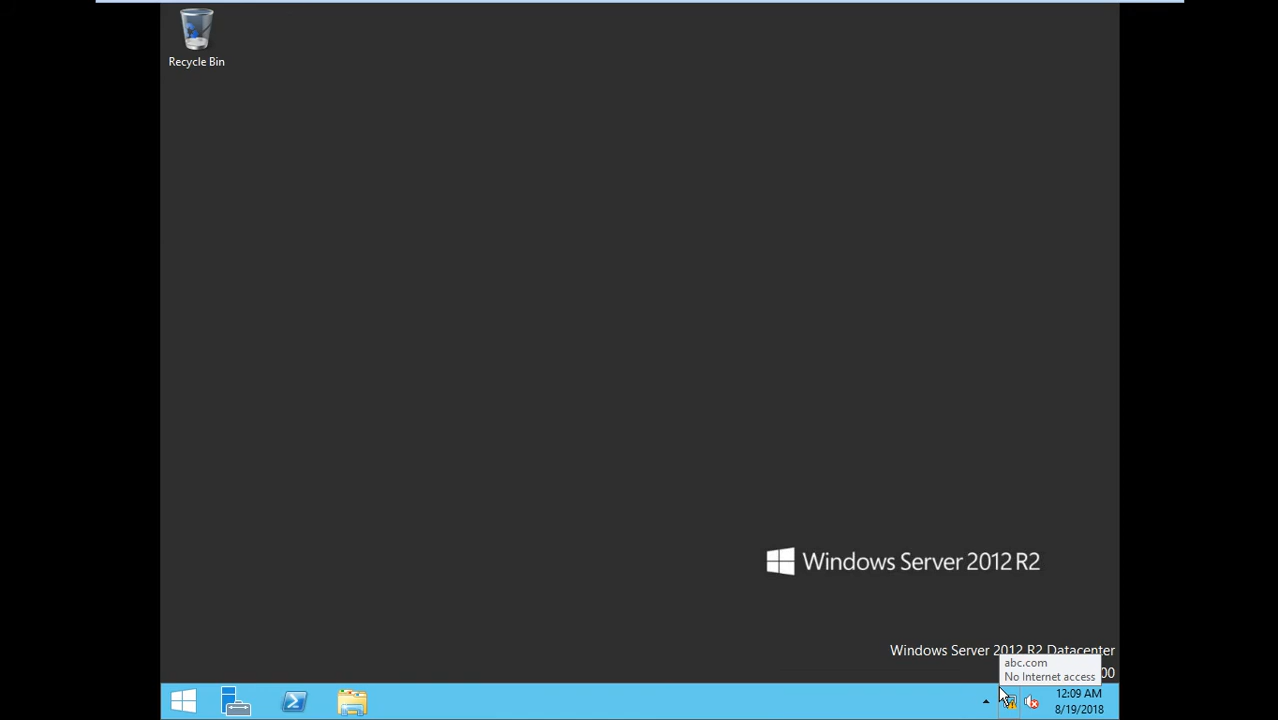 Recycle Bin
Windows Server 2012 R2
Windows Server 2012 R2 Datacenter
abc.com
No Internet access
00
12:09 AM
8/19/2018